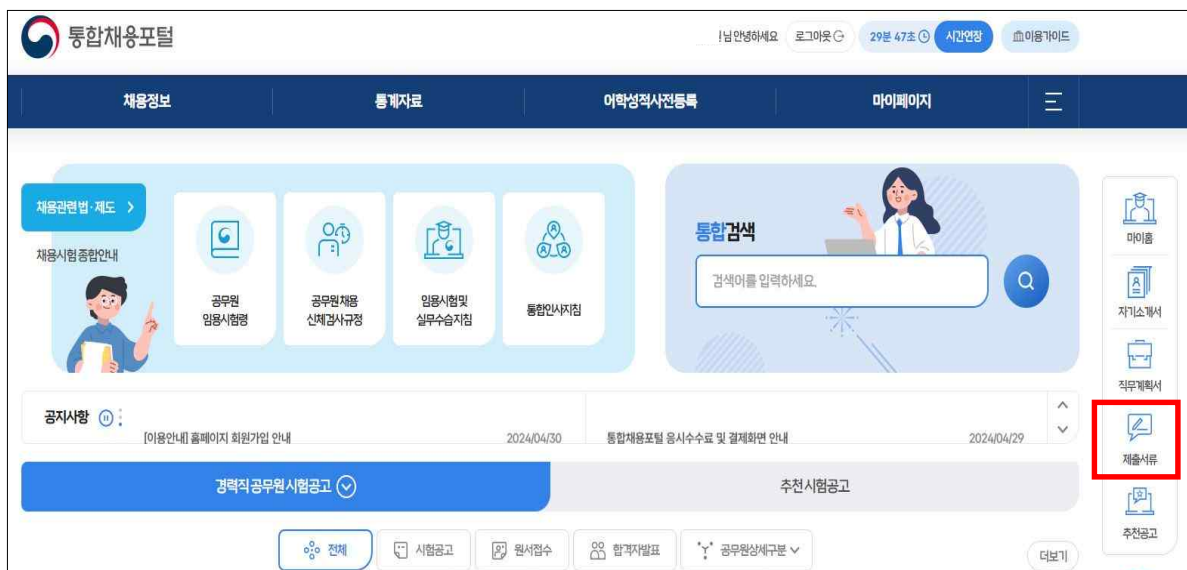 통합채용포털
님 안녕하세요 로그아웃 29분 47초 시간연장 이용가이드
채용정보 통계자료 어학성적사전등록 마이페이지
채용관련법·제도
채용시험종합안내
공무원
임용시험령
공무원채용
신체검사규정
임용시험및
실무수습지침
통합인사지침
통합검색
검색어를 입력하세요.
마이홈
자기소개서
직무계획서
제출서류
추천공고
공지사항
[이용안내] 홈페이지 회원가입 안내 2024/04/30
통합채용포털 응시수수료 및 결제화면 안내 2024/04/29
경력직공무원시험공고 추천시험공고
전체 시험공고 원서접수 합격자발표 공무원상세구분 더보기